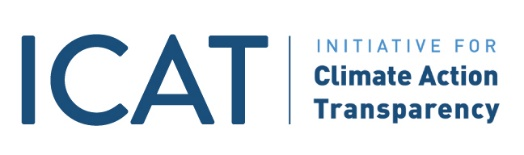 ICAT
INITIATIVE FOR
Climate Action
Transparency